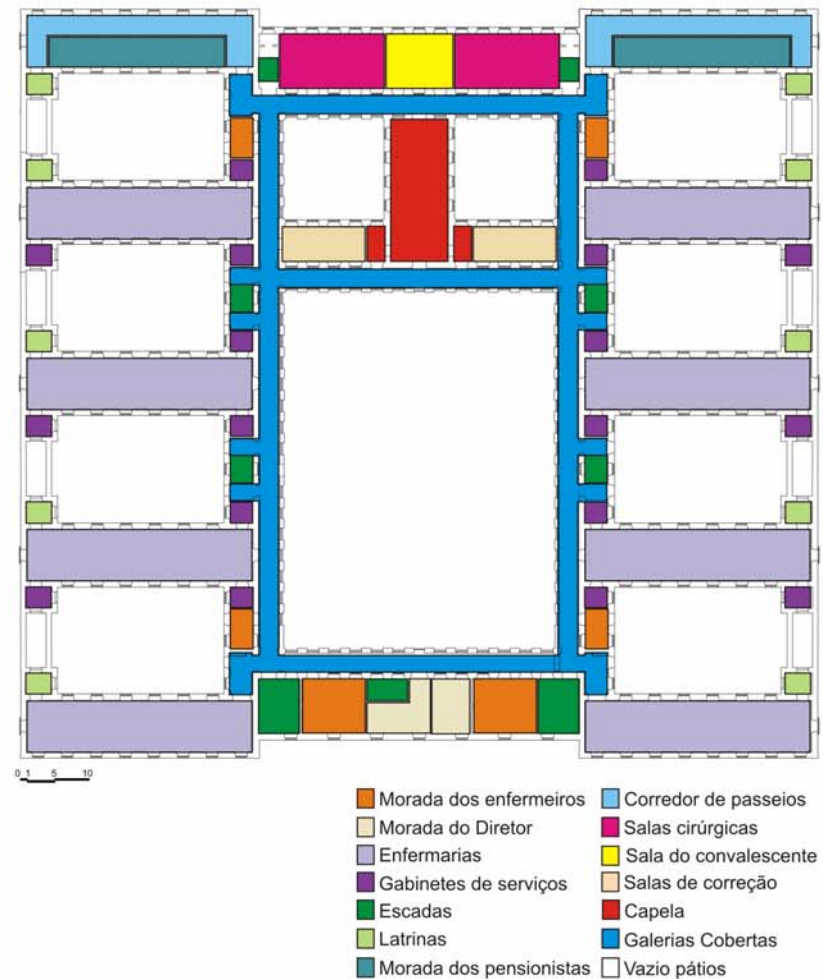 0 1 5 10
Morada dos enfermeiros
Morada do Diretor
Enfermarias
Gabinetes de serviços
Escadas
Latrinas
Morada dos pensionistas
Corredor de passeios
Salas cirúrgicas
Sala do convalescente
Salas de correção
Capela
Galerias Cobertas
Vazio pátios